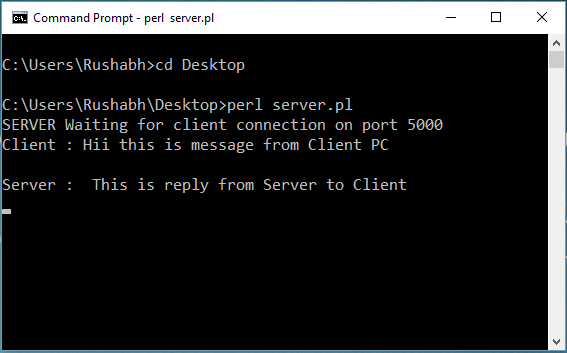 Command Prompt - perl  server.pl
C:\Users\Rushabh>cd Desktop
C:\Users\Rushabh\Desktop>perl server.pl
SERVER Waiting for client connection on port 5000
Client : Hii this is message from Client PC
Server :  This is reply from Server to Client